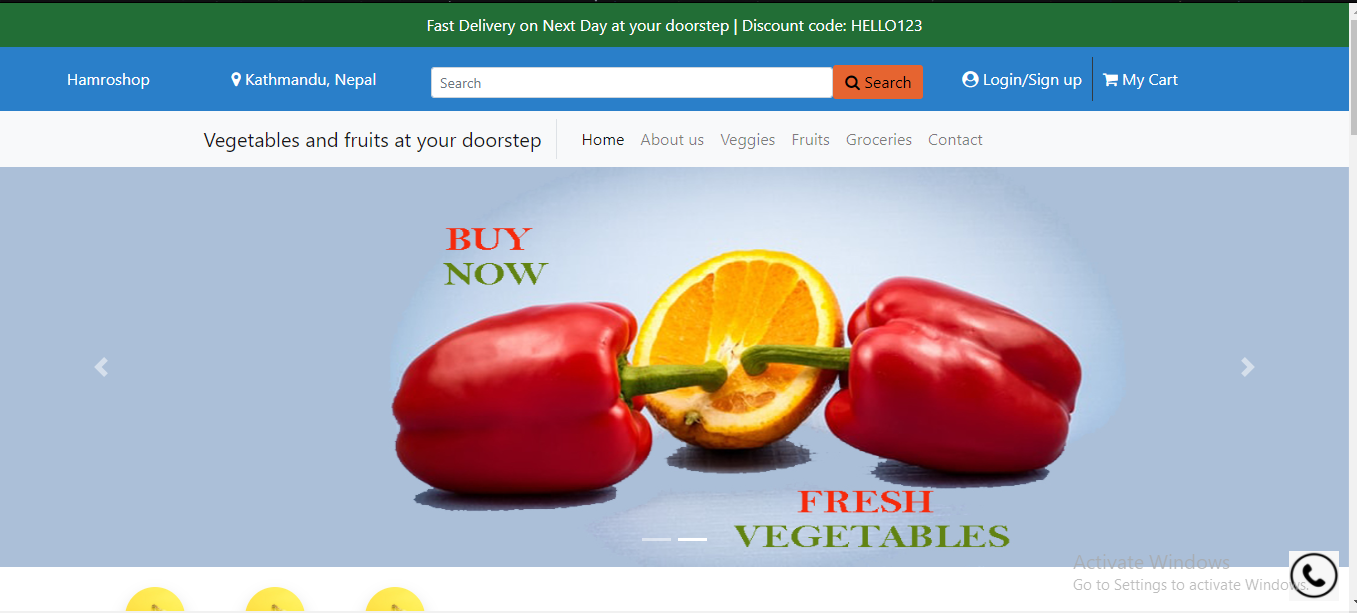 Fast Delivery on Next Day at your doorstep | Discount code: HELLO123
Hamroshop
Kathmandu, Nepal
Search
Search
Login/Sign up
My Cart
Vegetables and fruits at your doorstep
Home
About us
Veggies
Fruits
Groceries
Contact
BUY
NOW
FRESH
VEGETABLES
Activate Windows
Go to Settings to activate Windows.